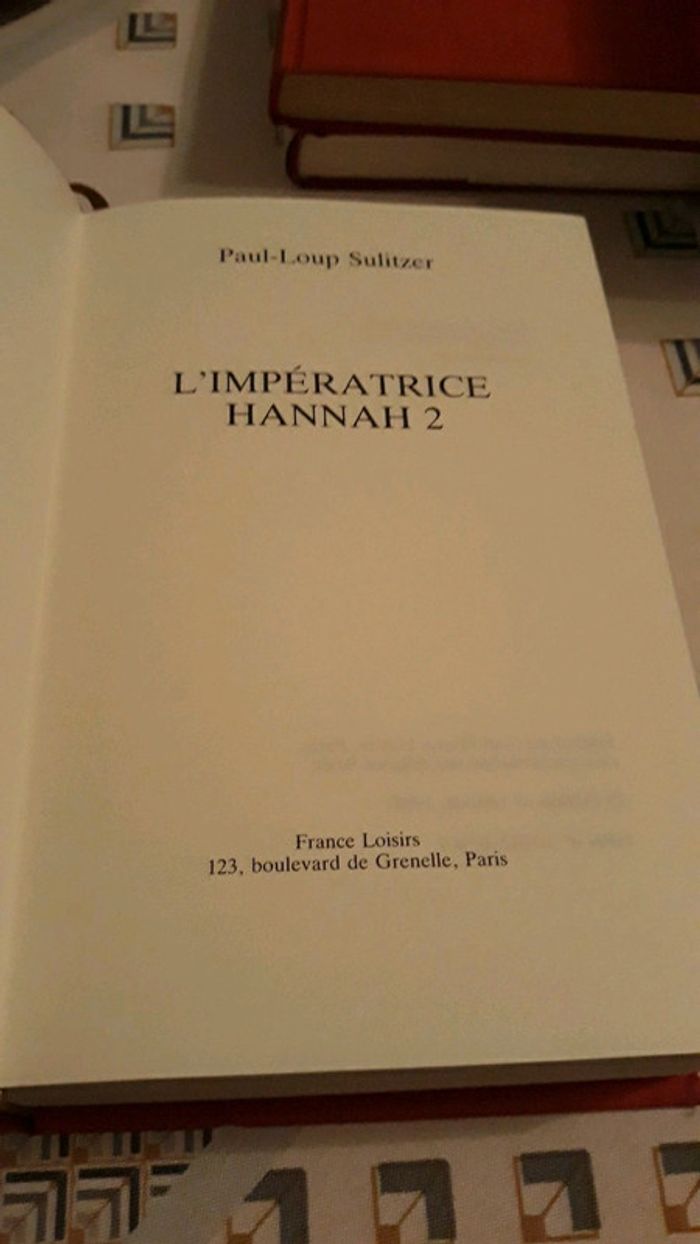 Paul-Loup Sulitzer
L'IMPÉRATRICE
HANNAH 2
France Loisirs
123, boulevard de Grenelle, Paris